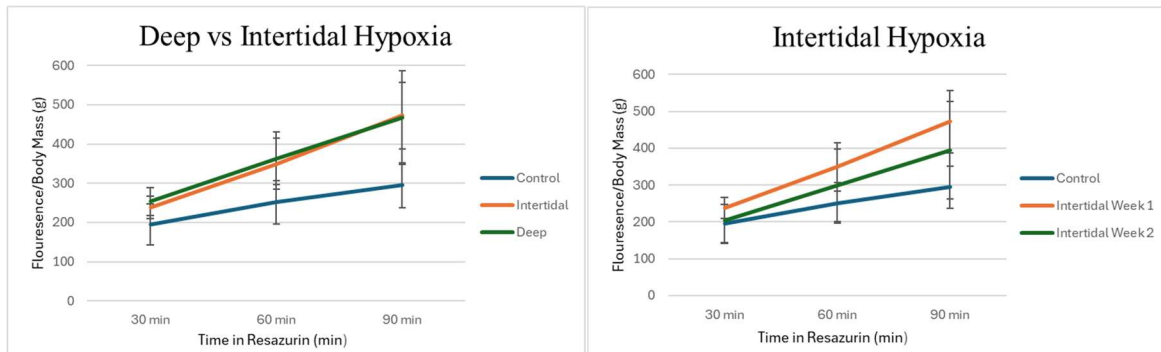 Deep vs Intertidal Hypoxia
Flouresence/Body Mass (g)
600
500
400
300
200
100
0
30 min
60 min
90 min
Time in Resazurin (min)
Control
Intertidal
Deep
Intertidal Hypoxia
Flouresence/Body Mass (g)
600
500
400
300
200
100
0
30 min
60 min
90 min
Time in Resazurin (min)
Control
Intertidal Week 1
Intertidal Week 2